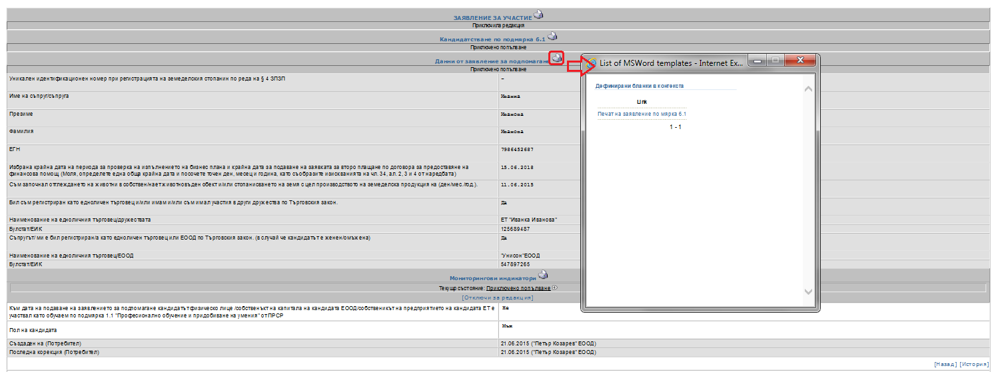 ЗАЯВЛЕНИЕ ЗА УЧАСТИЕ
Приключила редакция
Кандидатстване по подмярка 6.1
Приключено попълване
Данни от заявление за подпомагане
Приключено попълване
Уникален идентификационен номер при регистрацията на земеделския стопанин по реда на § 4 ЗПЗП –
Име на съпруг/съпруга Иванка
Презиме Иванова
Фамилия Иванова
ЕГН 7986452687
Избрана крайна дата на периода за проверка на изпълнението на бизнес плана и крайна дата за подаване на заявката за второ плащане по договора за предоставяне на 15.06.2018
финансова помощ. (Моля, определете една обща крайна дата и посочете точен ден, месец и година, като съобразите изискванията на чл. 34, ал. 2, 3 и 4 от наредбата)
Съм започнал отглеждането на животни в собствен/нает животновъден обект и/или стопанисването на земя с цел производството на земеделска продукция на (ден/мес./год.). 11.06.2015
Бил съм регистриран като едноличен търговец и/или имам и/или съм имал участия в други дружества по Търговския закон. Да
Наименование на едноличния търговец/дружествата ЕТ "Иванка Иванова"
Булстат/ЕИК 125689487
Съпругът/ ми е бил регистриран/а като едноличен търговец или ЕООД по Търговския закон. (в случай че кандидатът е женен/омъжена) Да
Наименование на едноличния търговец/ЕООД "Унисон"ЕООД
Булстат/ЕИК 547897265
Мониторингови индикатори
Текущо състояние: Приключено попълване
[Отключи за редакция]
Към дата на подаване на заявлението за подпомагане кандидатът физическо лице /собственъкт на капитала на кандидата ЕООД/собственикът на предприятието на кандидата ЕТ е Не
участвал като обучаем по подмярка 1.1 "Професионално обучение и придобиване на умения" от ПРСР
Пол на кандидата Мъж
Създаден на (Потребител) 21.06.2015 ("Петър Козарев" ЕООД)
Последна корекция (Потребител) 21.06.2015 ("Петър Козарев" ЕООД)
[Назад] [История]
List of MSWord templates - Internet Ex...
Дефинирани бланки в контекста
Link
Печат на заявление по мярка 6.1
1 - 1